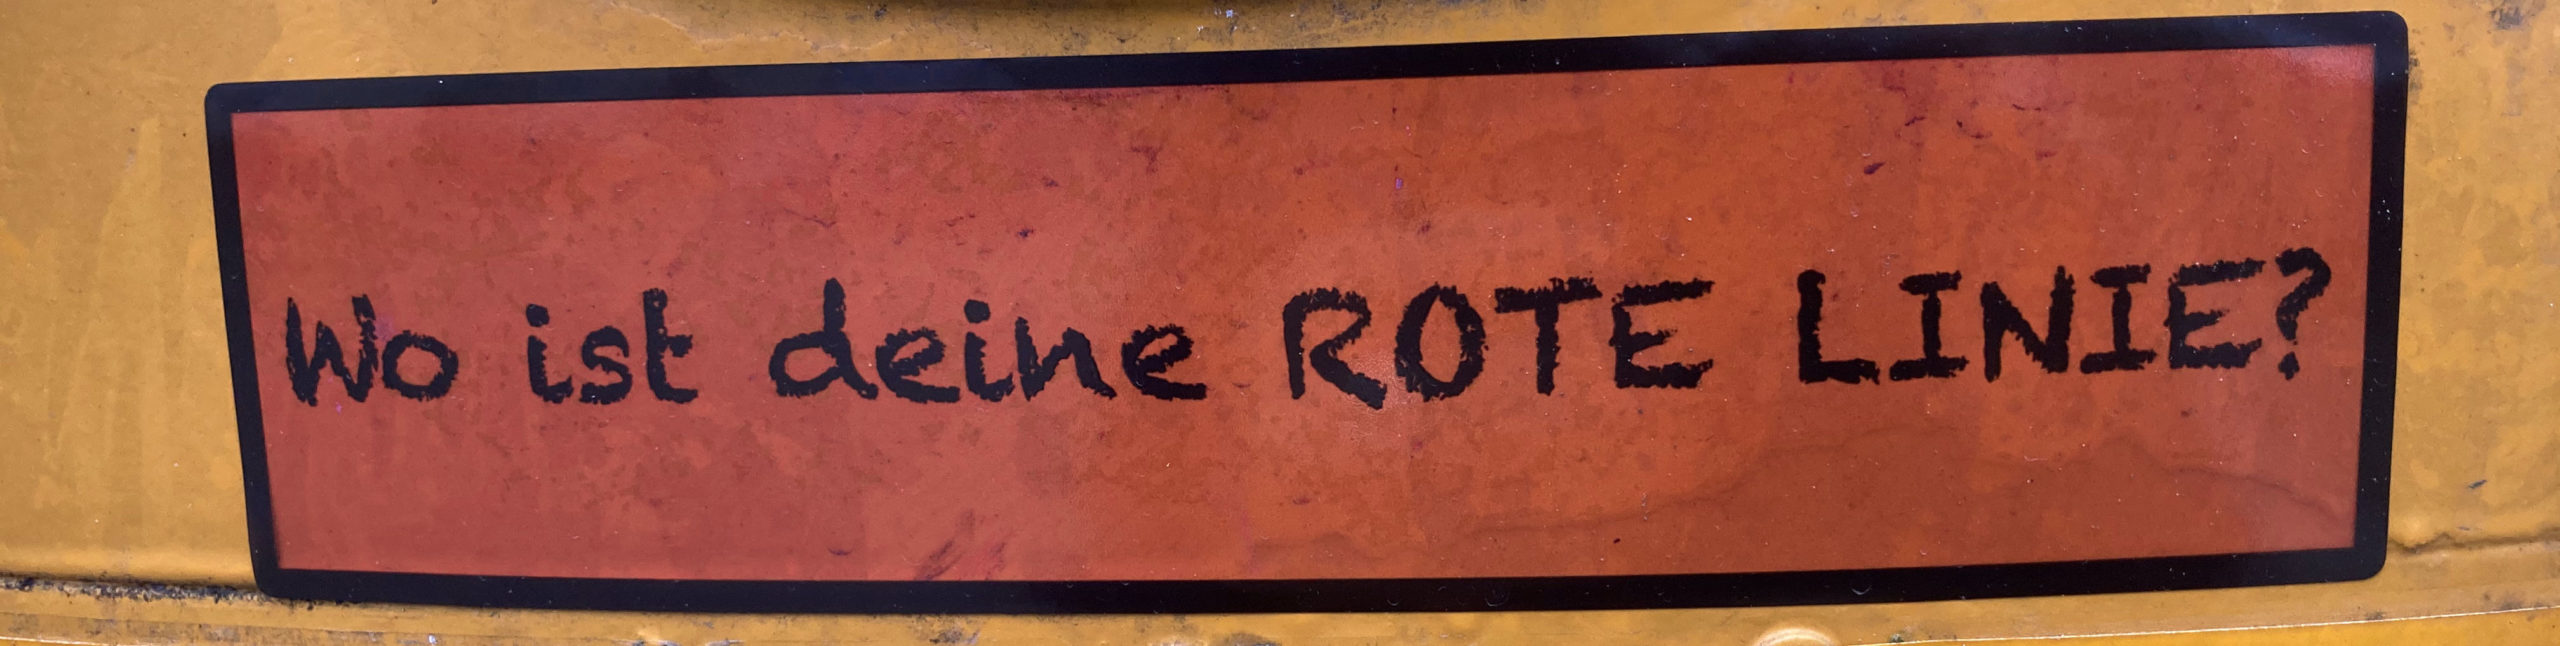 Wo ist deine ROTE LINIE?